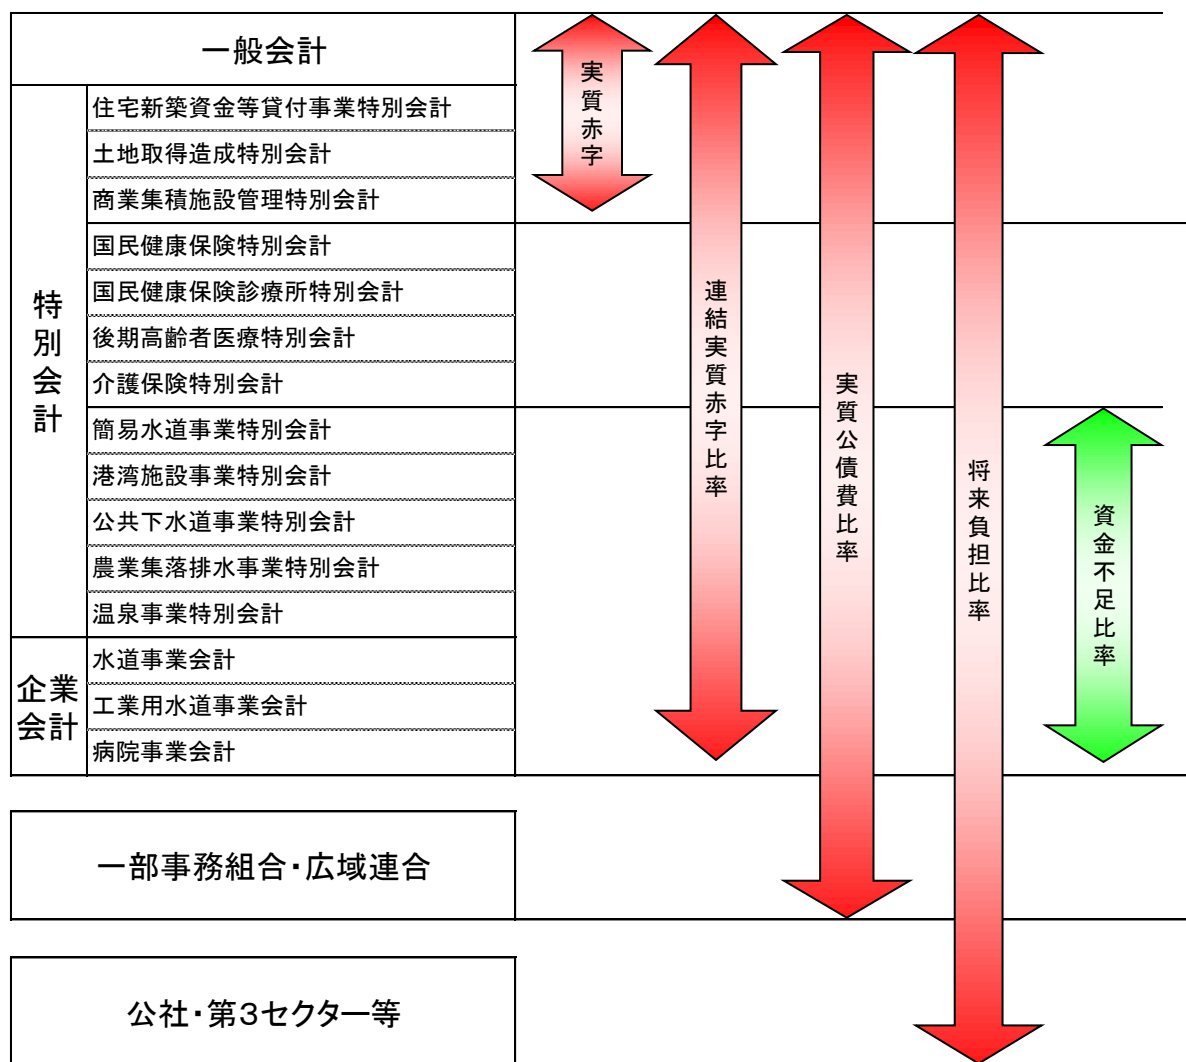 一般会計
特別会計
住宅新築資金等貸付事業特別会計
土地取得造成特別会計
商業集積施設管理特別会計
国民健康保険特別会計
国民健康保険診療所特別会計
後期高齢者医療特別会計
介護保険特別会計
簡易水道事業特別会計
港湾施設事業特別会計
公共下水道事業特別会計
農業集落排水事業特別会計
温泉事業特別会計
企業
会計
水道事業会計
工業用水道事業会計
病院事業会計
一部事務組合・広域連合
公社・第3セクター等
実質赤字
連結実質赤字比率
実質公債費比率
将来負担比率
資金不足比率